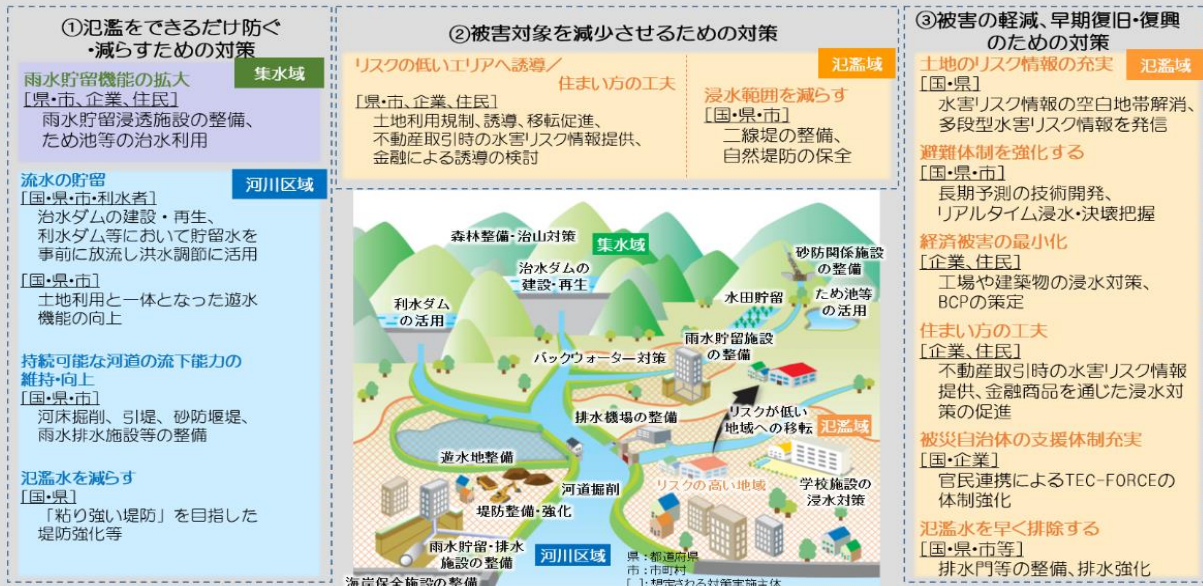 ①氾濫をできるだけ防ぐ
・減らすための対策
集水域
雨水貯留機能の拡大
[県・市、企業、住民]
雨水貯留浸透施設の整備、
ため池等の治水利用
河川区域
流水の貯留
[国・県・市・利水者]
治水ダムの建設・再生、
利水ダム等において貯留水を
事前に放流し洪水調節に活用
[国・県・市]
土地利用と一体となった遊水
機能の向上
持続可能な河道の流下能力の
維持・向上
[国・県・市]
河床掘削、引堤、砂防堰堤、
雨水排水施設等の整備
氾濫水を減らす
[国・県]
「粘り強い堤防」を目指した
堤防強化等
②被害対象を減少させるための対策
リスクの低いエリアへ誘導／
住まい方の工夫
[県・市、企業、住民]
土地利用規制、誘導、移転促進、
不動産取引時の水害リスク情報提供、
金融による誘導の検討
氾濫域
浸水範囲を減らす
[国・県・市]
二線堤の整備、
自然堤防の保全
森林整備・治山対策
集水域
治水ダムの
建設・再生
砂防関係施設
の整備
利水ダム
の活用
水田貯留
ため池等
の活用
バックウォーター対策
雨水貯留施設
の整備
排水機場の整備
リスクが低い
地域への移転
氾濫域
遊水地整備
河道掘削
リスクの高い地域
学校施設の
浸水対策
堤防整備・強化
雨水貯留・排水
施設の整備
河川区域
海岸保全施設の整備
県：都道府県
市：市町村
[ ]：想定される対策実施主体
③被害の軽減、早期復旧・復興
のための対策
土地のリスク情報の充実
氾濫域
[国・県]
水害リスク情報の空白地帯解消、
多段型水害リスク情報を発信
避難体制を強化する
[国・県・市]
長期予測の技術開発、
リアルタイム浸水・決壊把握
経済被害の最小化
[企業、住民]
工場や建築物の浸水対策、
BCPの策定
住まい方の工夫
[企業、住民]
不動産取引時の水害リスク情報
提供、金融商品を通じた浸水対
策の促進
被災自治体の支援体制充実
[国・企業]
官民連携によるTEC-FORCEの
体制強化
氾濫水を早く排除する
[国・県・市等]
排水門等の整備、排水強化